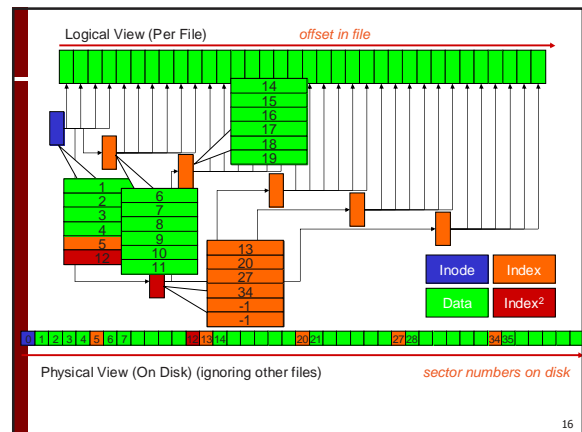 Logical View (Per File)
offset in file
14
15
16
17
18
19
1
2
3
4
5
12
6
7
8
9
10
11
13
20
27
34
-1
-1
Inode
Index
Data
Index²
0 1 2 3 4 5 6 7 12 13 14 20 21 27 28 34 35
Physical View (On Disk) (ignoring other files)
sector numbers on disk
16